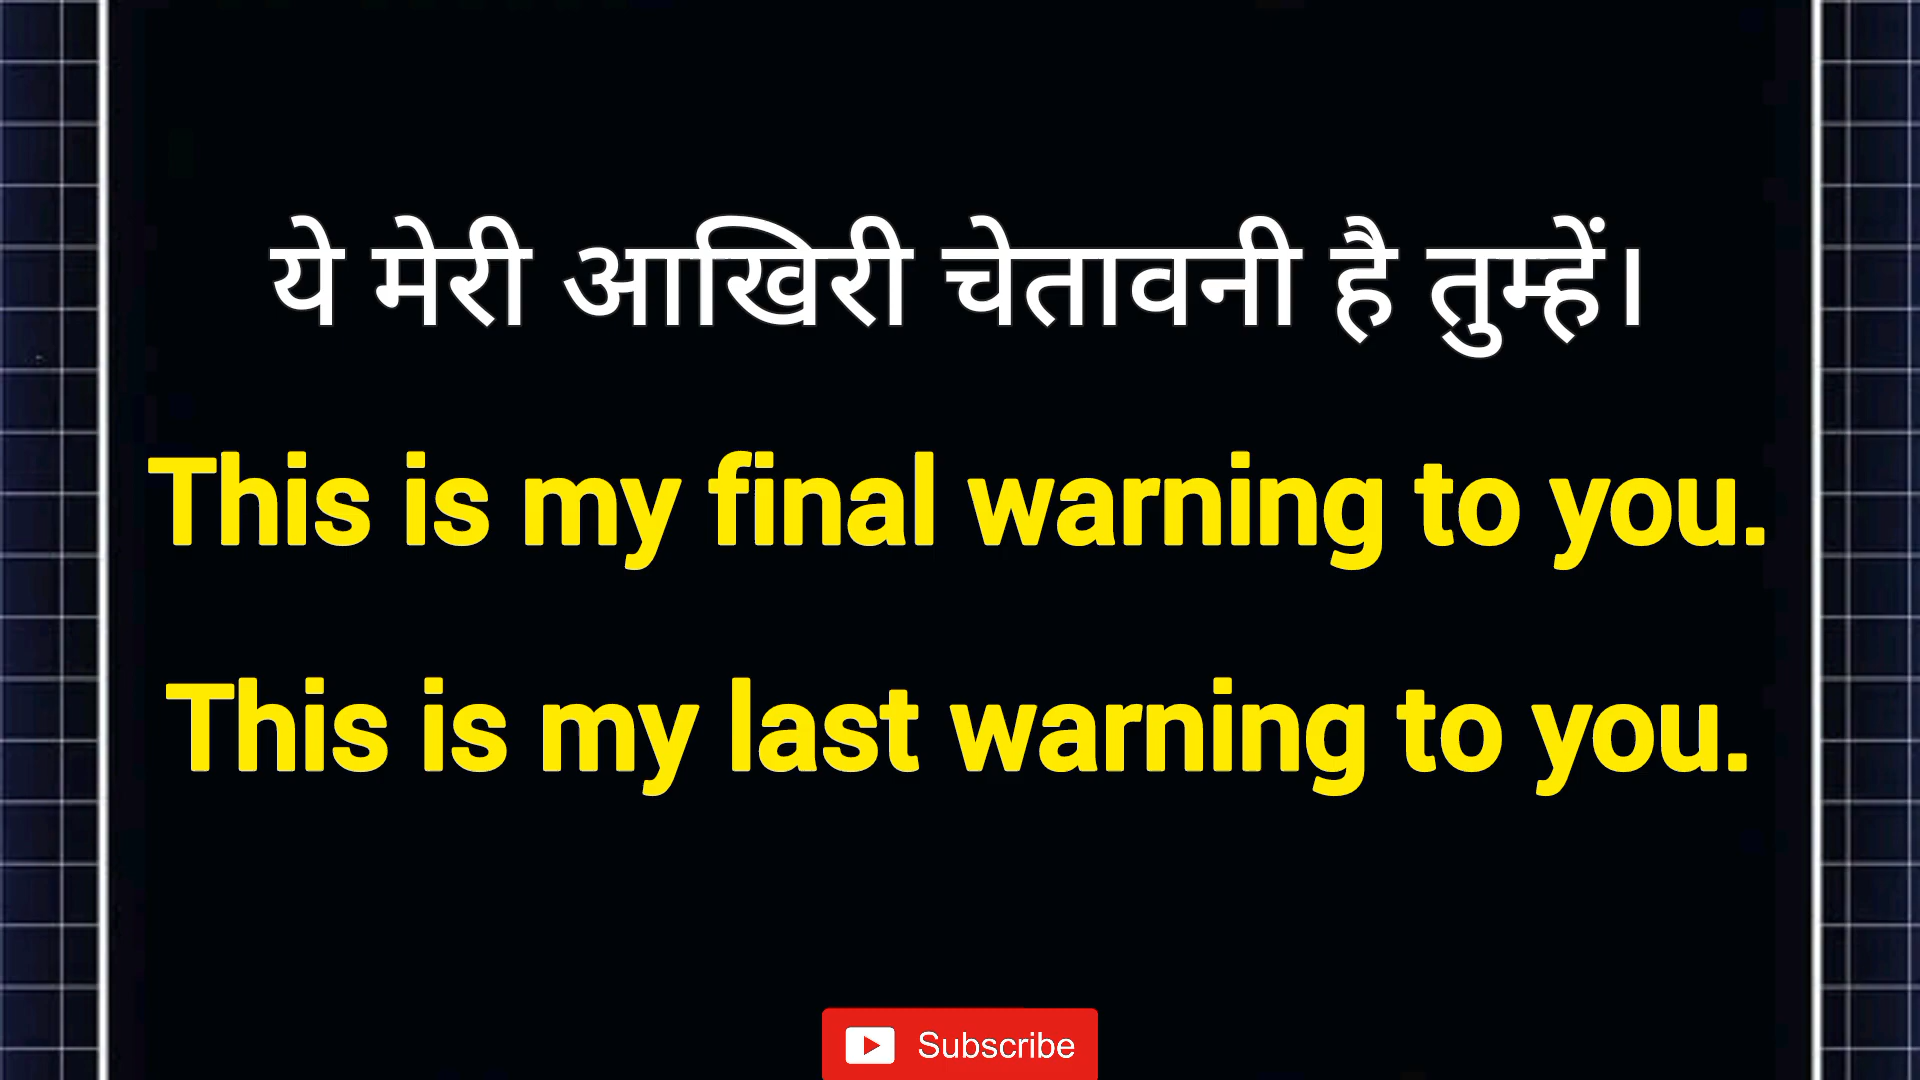 ये मेरी आखिरी चेतावनी है तुम्हें।
This is my final warning to you.
This is my last warning to you.
Subscribe